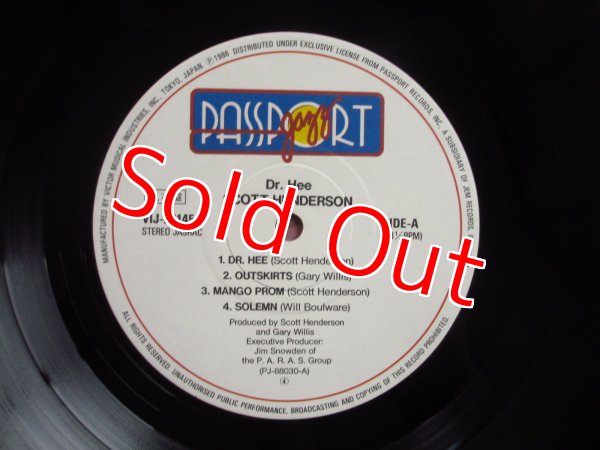 MANUFACTURED BY VICTOR MUSICAL INDUSTRIES, INC. TOKYO, JAPAN. ℗1986 DISTRIBUTED UNDER EXCLUSIVE LICENSE FROM PASSPORT RECORDS, INC., A SUBSIDIARY OF JEM RECORDS,
PASSPORT
jazz
Dr. Hee
SCOTT HENDERSON
STEREO JASRAC
SIDE-A
Sold Out
1. DR. HEE (Scott Henderson)
2. OUTSKIRTS (Gary Willis)
3. MANGO PROM (Scott Henderson)
4. SOLEMN (Will Boulware)
Produced by Scott Henderson
and Gary Willis
Executive Producer:
Jim Snowden of
the P. A. R. A. S. Group
(PJ-88030-A)
④
ALL RIGHTS RESERVED. UNAUTHORISED PUBLIC PERFORMANCE, BROADCASTING AND COPYING OF THIS RECORD PROHIBITED.